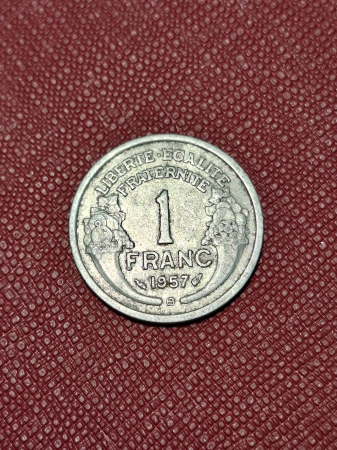 LIBERTE·EGALITE
FRATERNITE
1
FRANC
1957
B